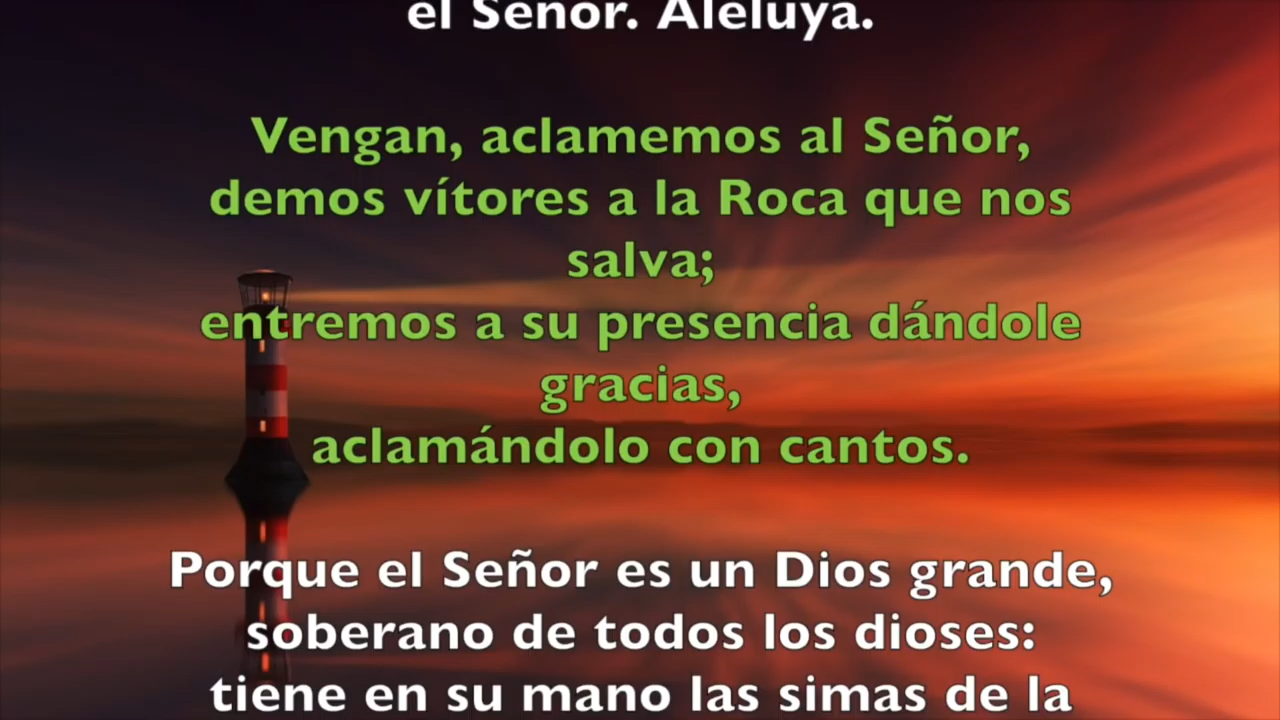 el Señor. Aleluya.
Vengan, aclamemos al Señor,
demos vítores a la Roca que nos
salva;
entremos a su presencia dándole
gracias,
aclamándolo con cantos.
Porque el Señor es un Dios grande,
soberano de todos los dioses:
tiene en su mano las simas de la